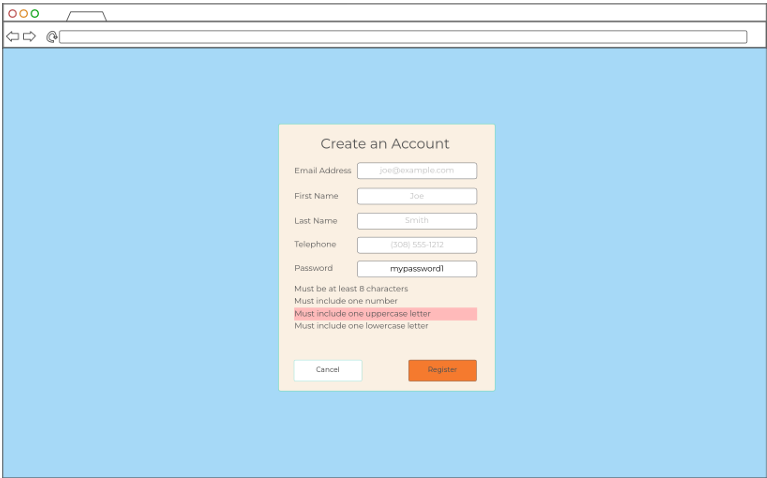 Create an Account
Email Address joe@example.com
First Name Joe
Last Name Smith
Telephone (308) 555-1212
Password mypassword1
Must be at least 8 characters
Must include one number
Must include one uppercase letter
Must include one lowercase letter
Cancel Register